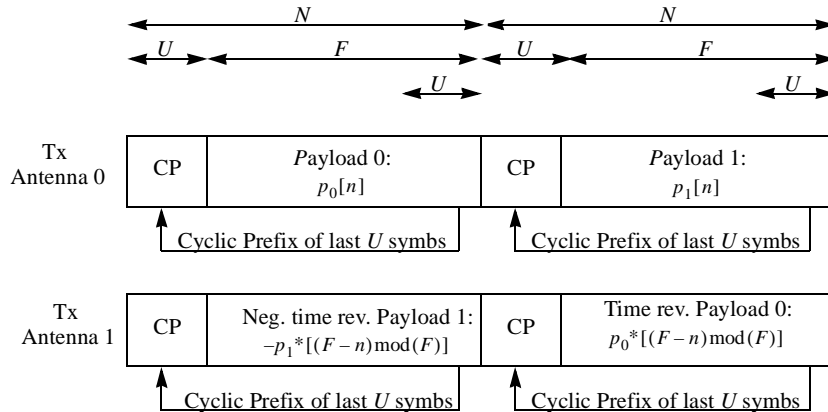 N N
U F U F
U U
Tx
Antenna 0
CP
Payload 0:
p₀[n]
CP
Payload 1:
p₁[n]
Cyclic Prefix of last U symbs
Cyclic Prefix of last U symbs
Tx
Antenna 1
CP
Neg. time rev. Payload 1:
–p₁*[(F – n)mod(F)]
CP
Time rev. Payload 0:
p₀*[(F – n)mod(F)]
Cyclic Prefix of last U symbs
Cyclic Prefix of last U symbs